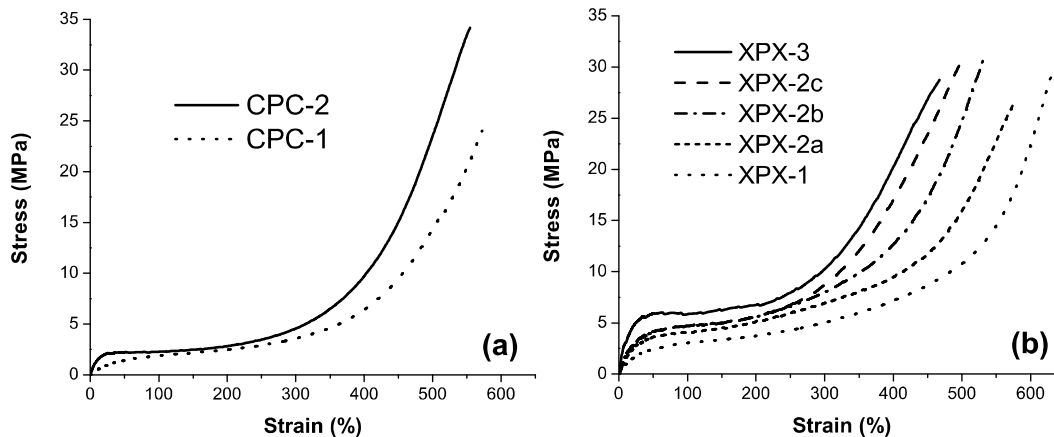 35
30
25
20
15
10
5
0
Stress (MPa)
CPC-2
CPC-1
(a)
0 100 200 300 400 500 600
Strain (%)
35
30
25
20
15
10
5
0
Stress (MPa)
XPX-3
XPX-2c
XPX-2b
XPX-2a
XPX-1
(b)
0 100 200 300 400 500 600
Strain (%)